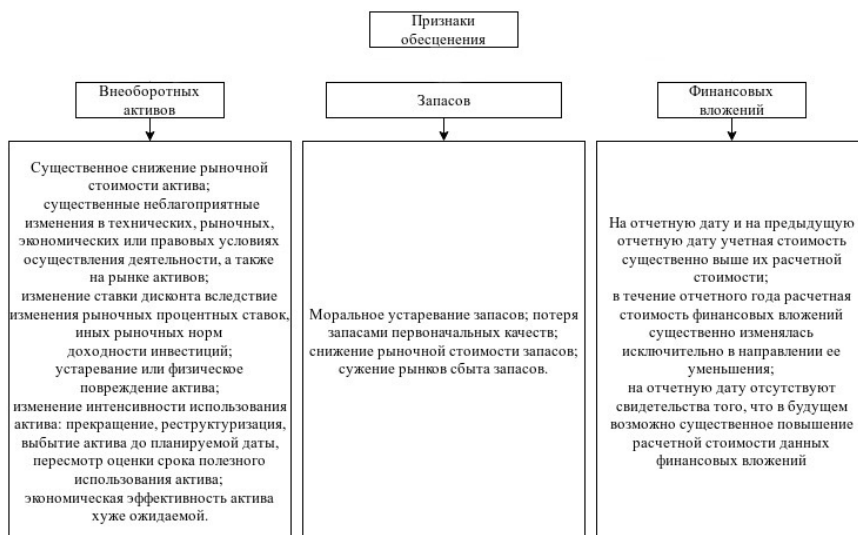 Признаки
обесценения
Внеоборотных
активов
Существенное снижение рыночной
стоимости актива;
существенные неблагоприятные
изменения в технических, рыночных,
экономических или правовых условиях
осуществления деятельности, а также
на рынке активов;
изменение ставки дисконта вследствие
изменения рыночных процентных ставок,
иных рыночных норм
доходности инвестиций;
устаревание или физическое
повреждение актива;
изменение интенсивности использования
актива: прекращение, реструктуризация,
выбытие актива до планируемой даты,
пересмотр оценки срока полезного
использования актива;
экономическая эффективность актива
хуже ожидаемой.
Запасов
Моральное устаревание запасов; потеря
запасами первоначальных качеств;
снижение рыночной стоимости запасов;
сужение рынков сбыта запасов.
Финансовых
вложений
На отчетную дату и на предыдущую
отчетную дату учетная стоимость
существенно выше их расчетной
стоимости;
в течение отчетного года расчетная
стоимость финансовых вложений
существенно изменялась
исключительно в направлении ее
уменьшения;
на отчетную дату отсутствуют
свидетельства того, что в будущем
возможно существенное повышение
расчетной стоимости данных
финансовых вложений